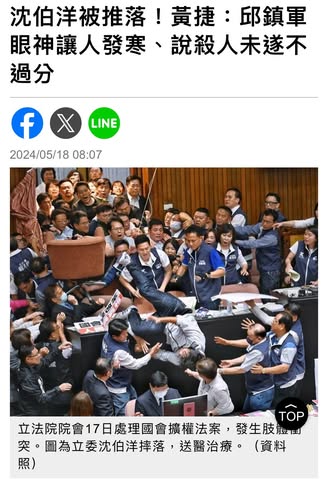 沈伯洋被推落！黃捷：邱鎮軍
眼神讓人發寒、說殺人未遂不
過分
LINE
2024/05/18 08:07
TOP
立法院院會17日處理國會擴權法案，發生肢體衝
突。圖為立委沈伯洋摔落，送醫治療。（資料
照）